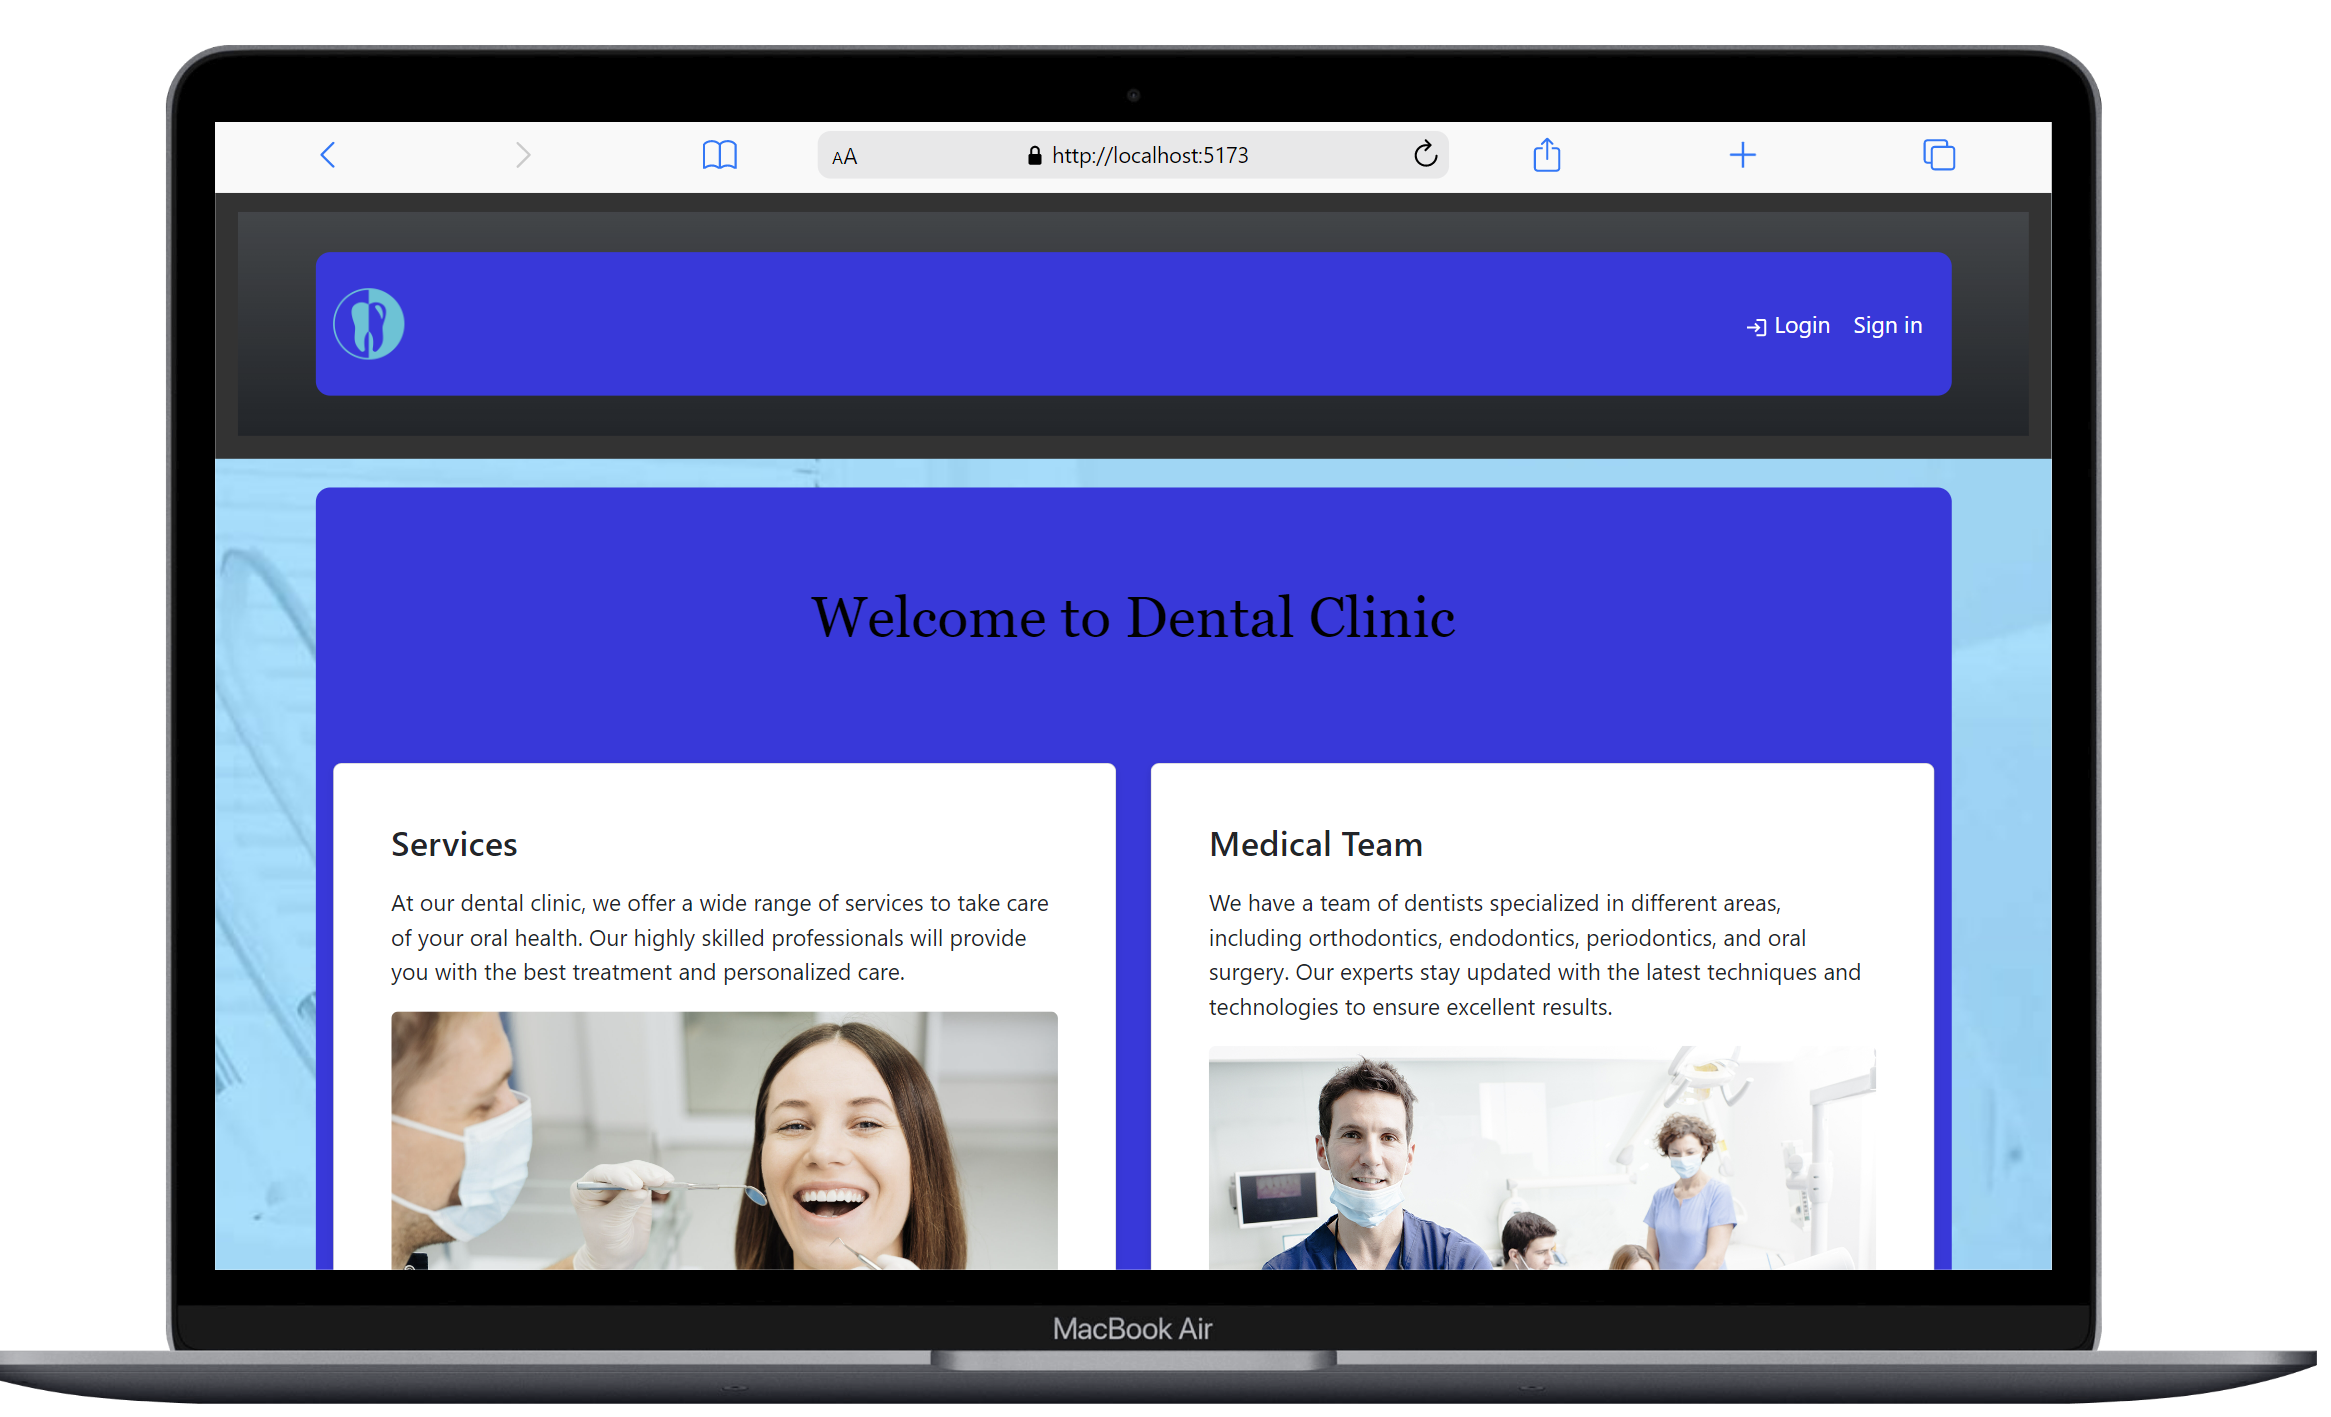 AA http://localhost:5173
Login Sign in
Welcome to Dental Clinic
Services
At our dental clinic, we offer a wide range of services to take care
of your oral health. Our highly skilled professionals will provide
you with the best treatment and personalized care.
Medical Team
We have a team of dentists specialized in different areas,
including orthodontics, endodontics, periodontics, and oral
surgery. Our experts stay updated with the latest techniques and
technologies to ensure excellent results.
MacBook Air